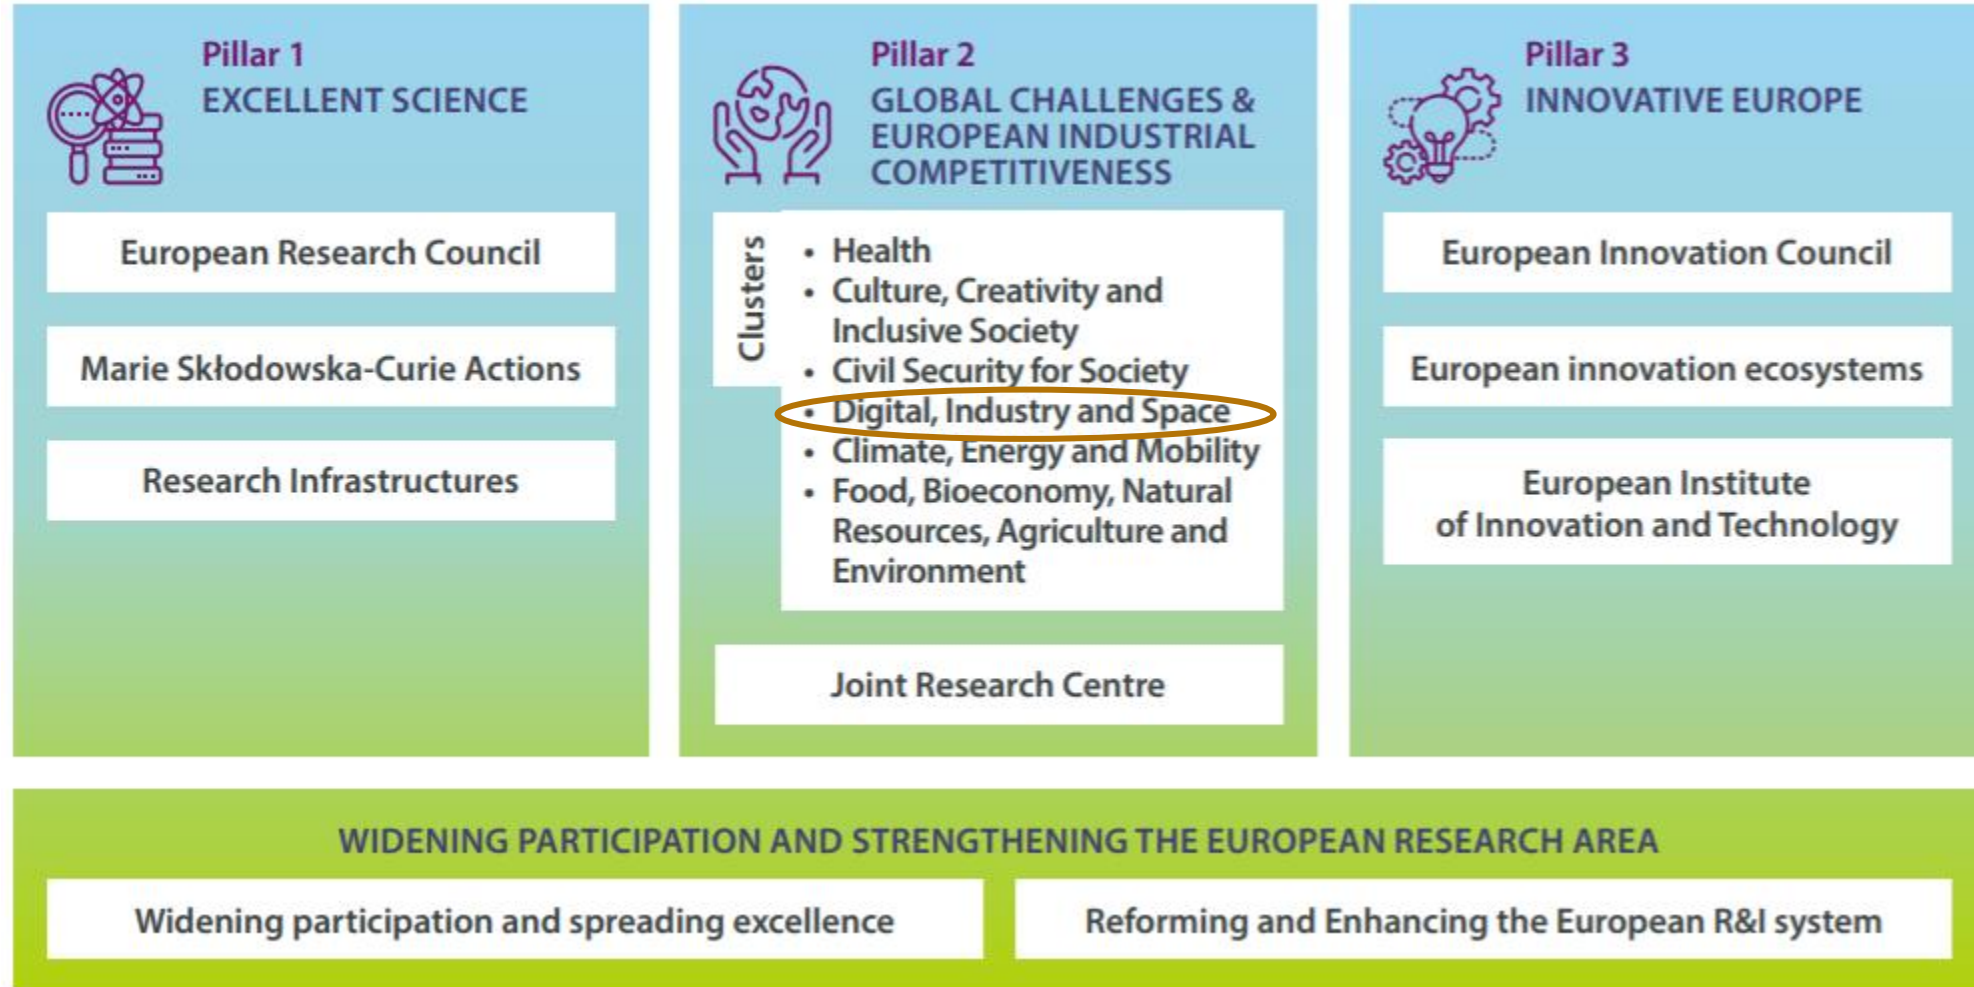 Pillar 1
EXCELLENT SCIENCE
European Research Council
Marie Skłodowska-Curie Actions
Research Infrastructures
Pillar 2
GLOBAL CHALLENGES &
EUROPEAN INDUSTRIAL
COMPETITIVENESS
Clusters
• Health
• Culture, Creativity and
Inclusive Society
• Civil Security for Society
• Digital, Industry and Space
• Climate, Energy and Mobility
• Food, Bioeconomy, Natural
Resources, Agriculture and
Environment
Joint Research Centre
Pillar 3
INNOVATIVE EUROPE
European Innovation Council
European innovation ecosystems
European Institute
of Innovation and Technology
WIDENING PARTICIPATION AND STRENGTHENING THE EUROPEAN RESEARCH AREA
Widening participation and spreading excellence
Reforming and Enhancing the European R&I system